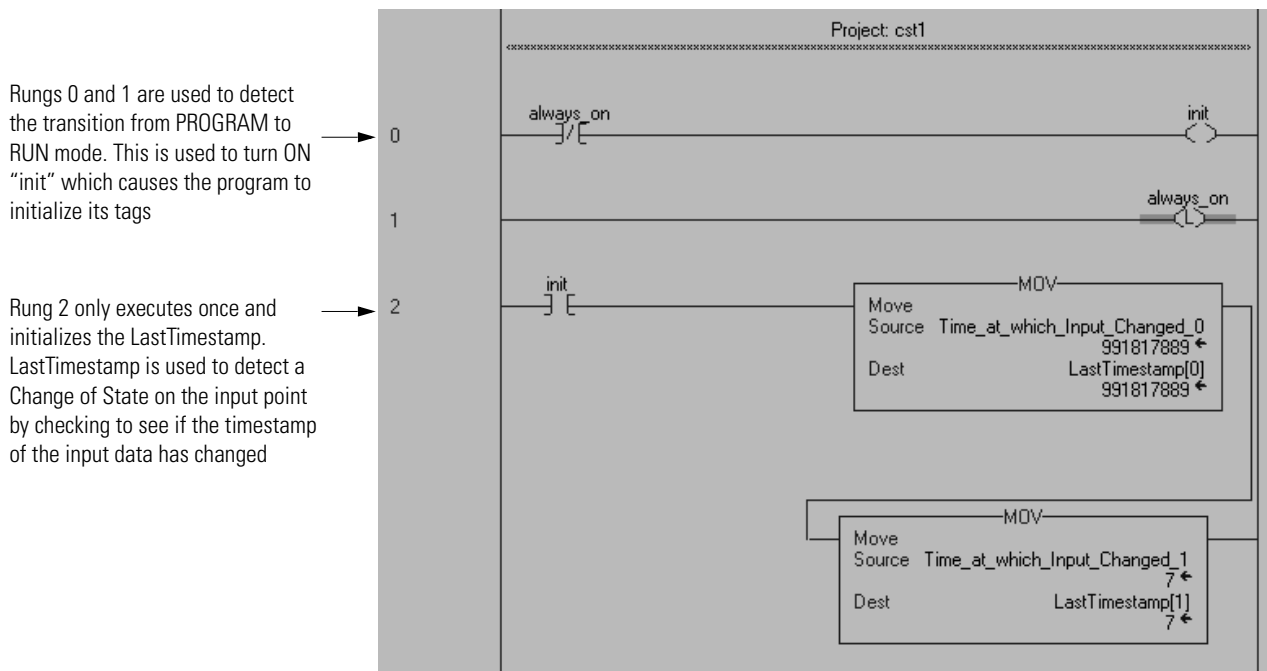 Project: cst1
Rungs 0 and 1 are used to detect
the transition from PROGRAM to
RUN mode. This is used to turn ON
“init” which causes the program to
initialize its tags
0
always_on
init
1
always_on
L
Rung 2 only executes once and
initializes the LastTimestamp.
LastTimestamp is used to detect a
Change of State on the input point
by checking to see if the timestamp
of the input data has changed
2
init
MOV
Move
Source Time_at_which_Input_Changed_0
991817889
Dest LastTimestamp[0]
991817889
MOV
Move
Source Time_at_which_Input_Changed_1
7
Dest LastTimestamp[1]
7